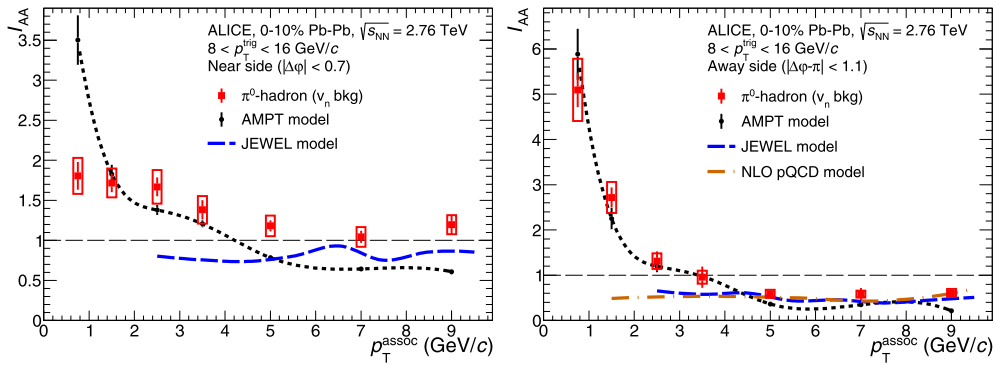 I_AA
ALICE, 0-10% Pb-Pb, √s_NN = 2.76 TeV
8 < p_T^trig < 16 GeV/c
Near side (|Δφ| < 0.7)
π⁰-hadron (v_n bkg)
AMPT model
JEWEL model
3.5
3
2.5
2
1.5
1
0.5
0
0 1 2 3 4 5 6 7 8 9
p_T^assoc (GeV/c)
I_AA
ALICE, 0-10% Pb-Pb, √s_NN = 2.76 TeV
8 < p_T^trig < 16 GeV/c
Away side (|Δφ-π| < 1.1)
π⁰-hadron (v_n bkg)
AMPT model
JEWEL model
NLO pQCD model
6
5
4
3
2
1
0
0 1 2 3 4 5 6 7 8 9
p_T^assoc (GeV/c)